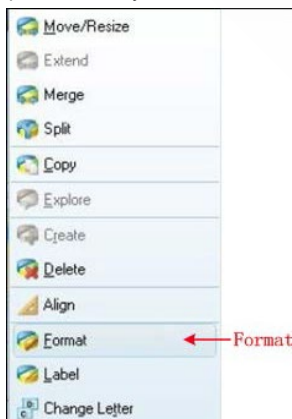 Move/Resize
Extend
Merge
Split
Copy
Explore
Create
Delete
Align
Format Format
Label
Change Letter